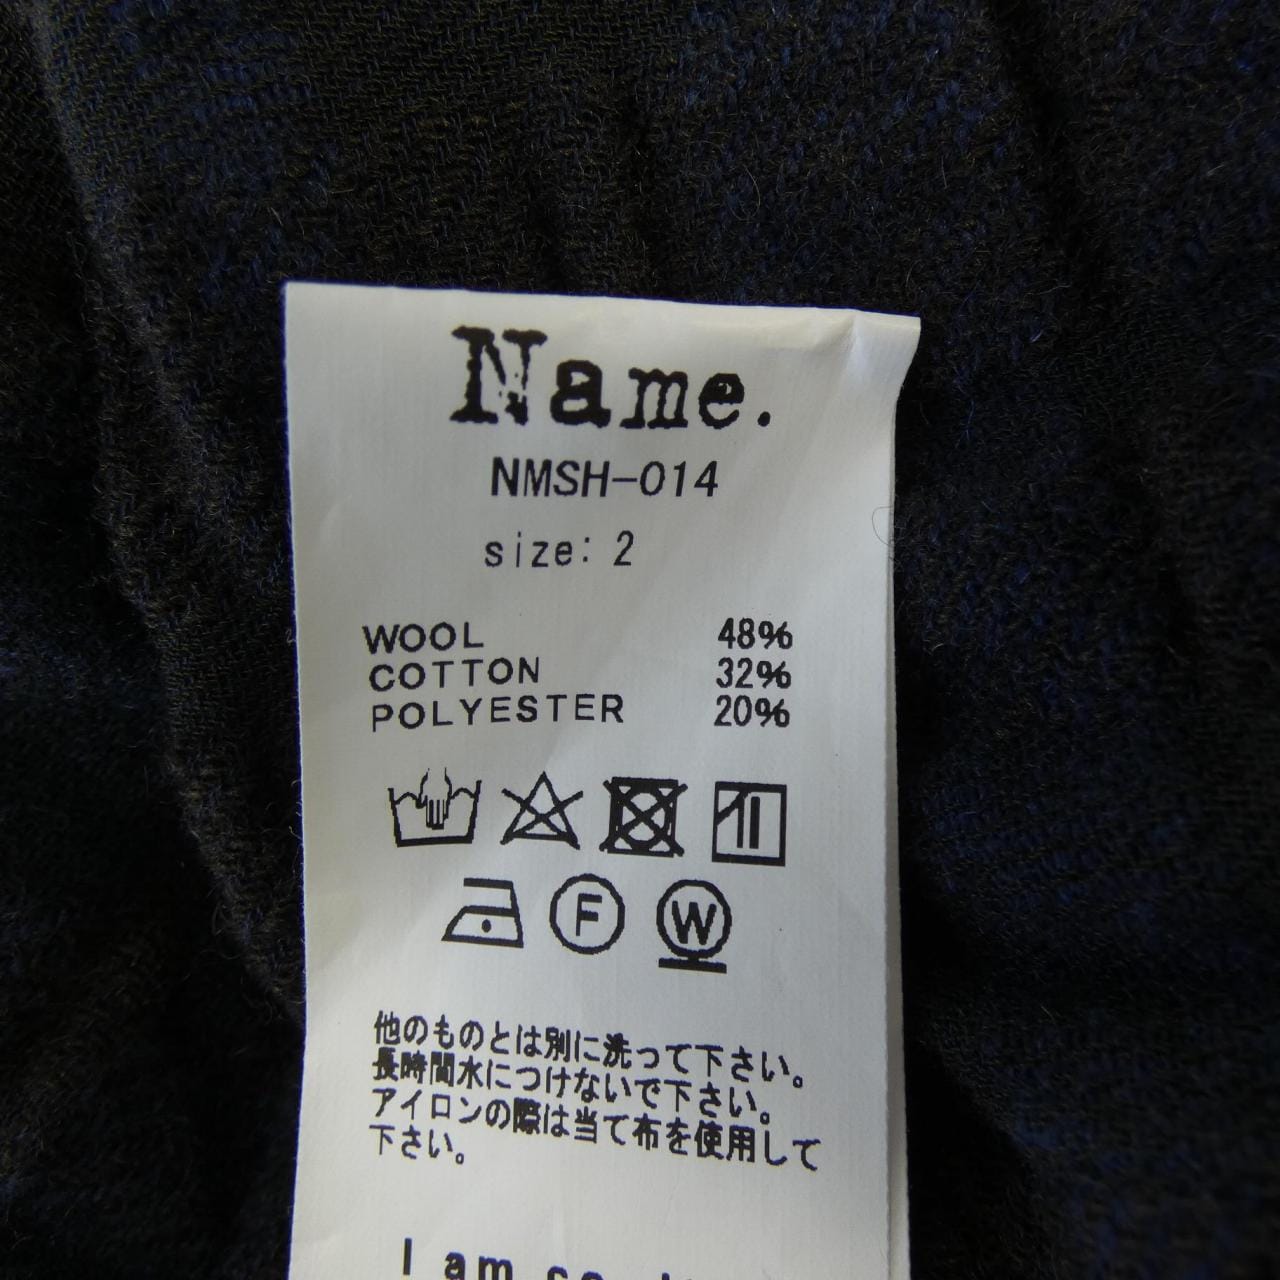 Name.
NMSH-014
size: 2
WOOL 48%
COTTON 32%
POLYESTER 20%
F W
他のものとは別に洗って下さい。
長時間水につけないで下さい。
アイロンの際は当て布を使用して
下さい。
I am